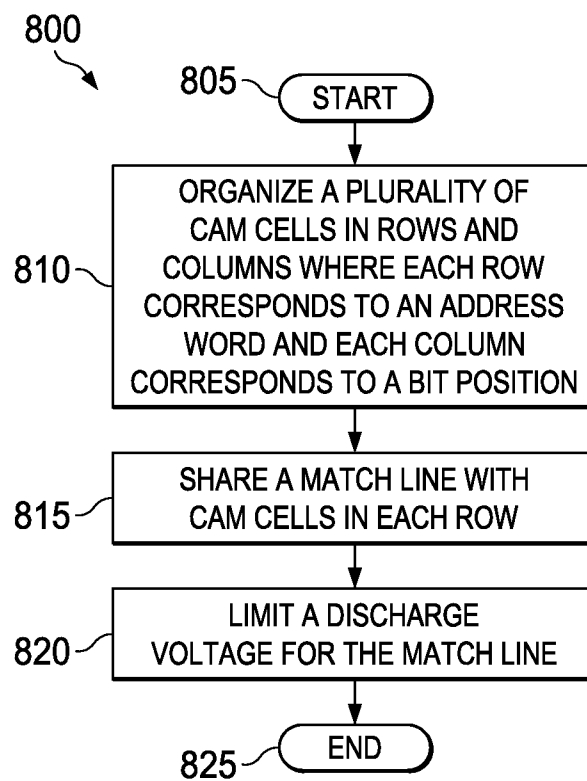 800
805
START
810
ORGANIZE A PLURALITY OF
CAM CELLS IN ROWS AND
COLUMNS WHERE EACH ROW
CORRESPONDS TO AN ADDRESS
WORD AND EACH COLUMN
CORRESPONDS TO A BIT POSITION
815
SHARE A MATCH LINE WITH
CAM CELLS IN EACH ROW
820
LIMIT A DISCHARGE
VOLTAGE FOR THE MATCH LINE
825
END